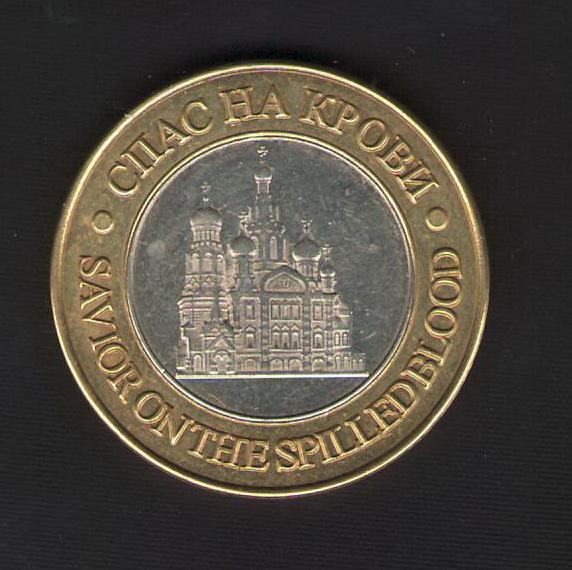 СПАС НА КРОВИ
SAVIOR ON THE SPILLED BLOOD